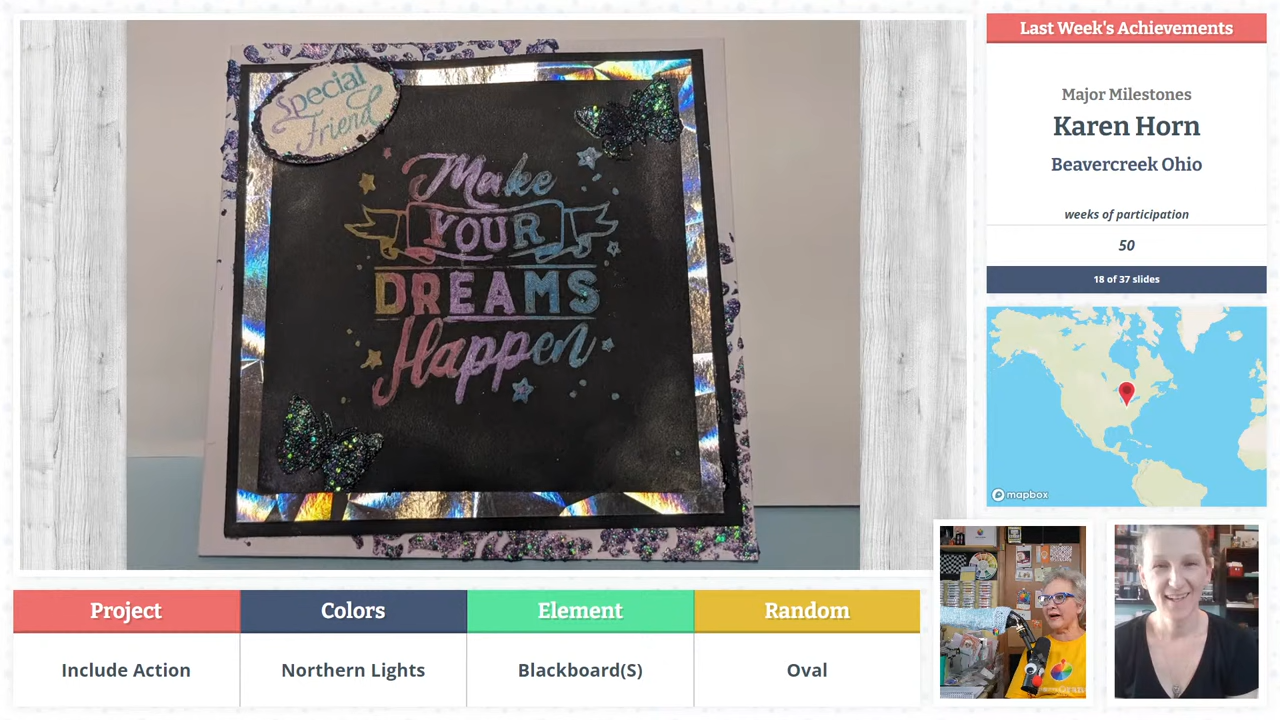 Special
Friend
Make
YOUR
DREAMS
Happen
Last Week's Achievements
Major Milestones
Karen Horn
Beavercreek Ohio
weeks of participation
50
18 of 37 slides
mapbox
Project
Colors
Element
Random
Include Action
Northern Lights
Blackboard(S)
Oval